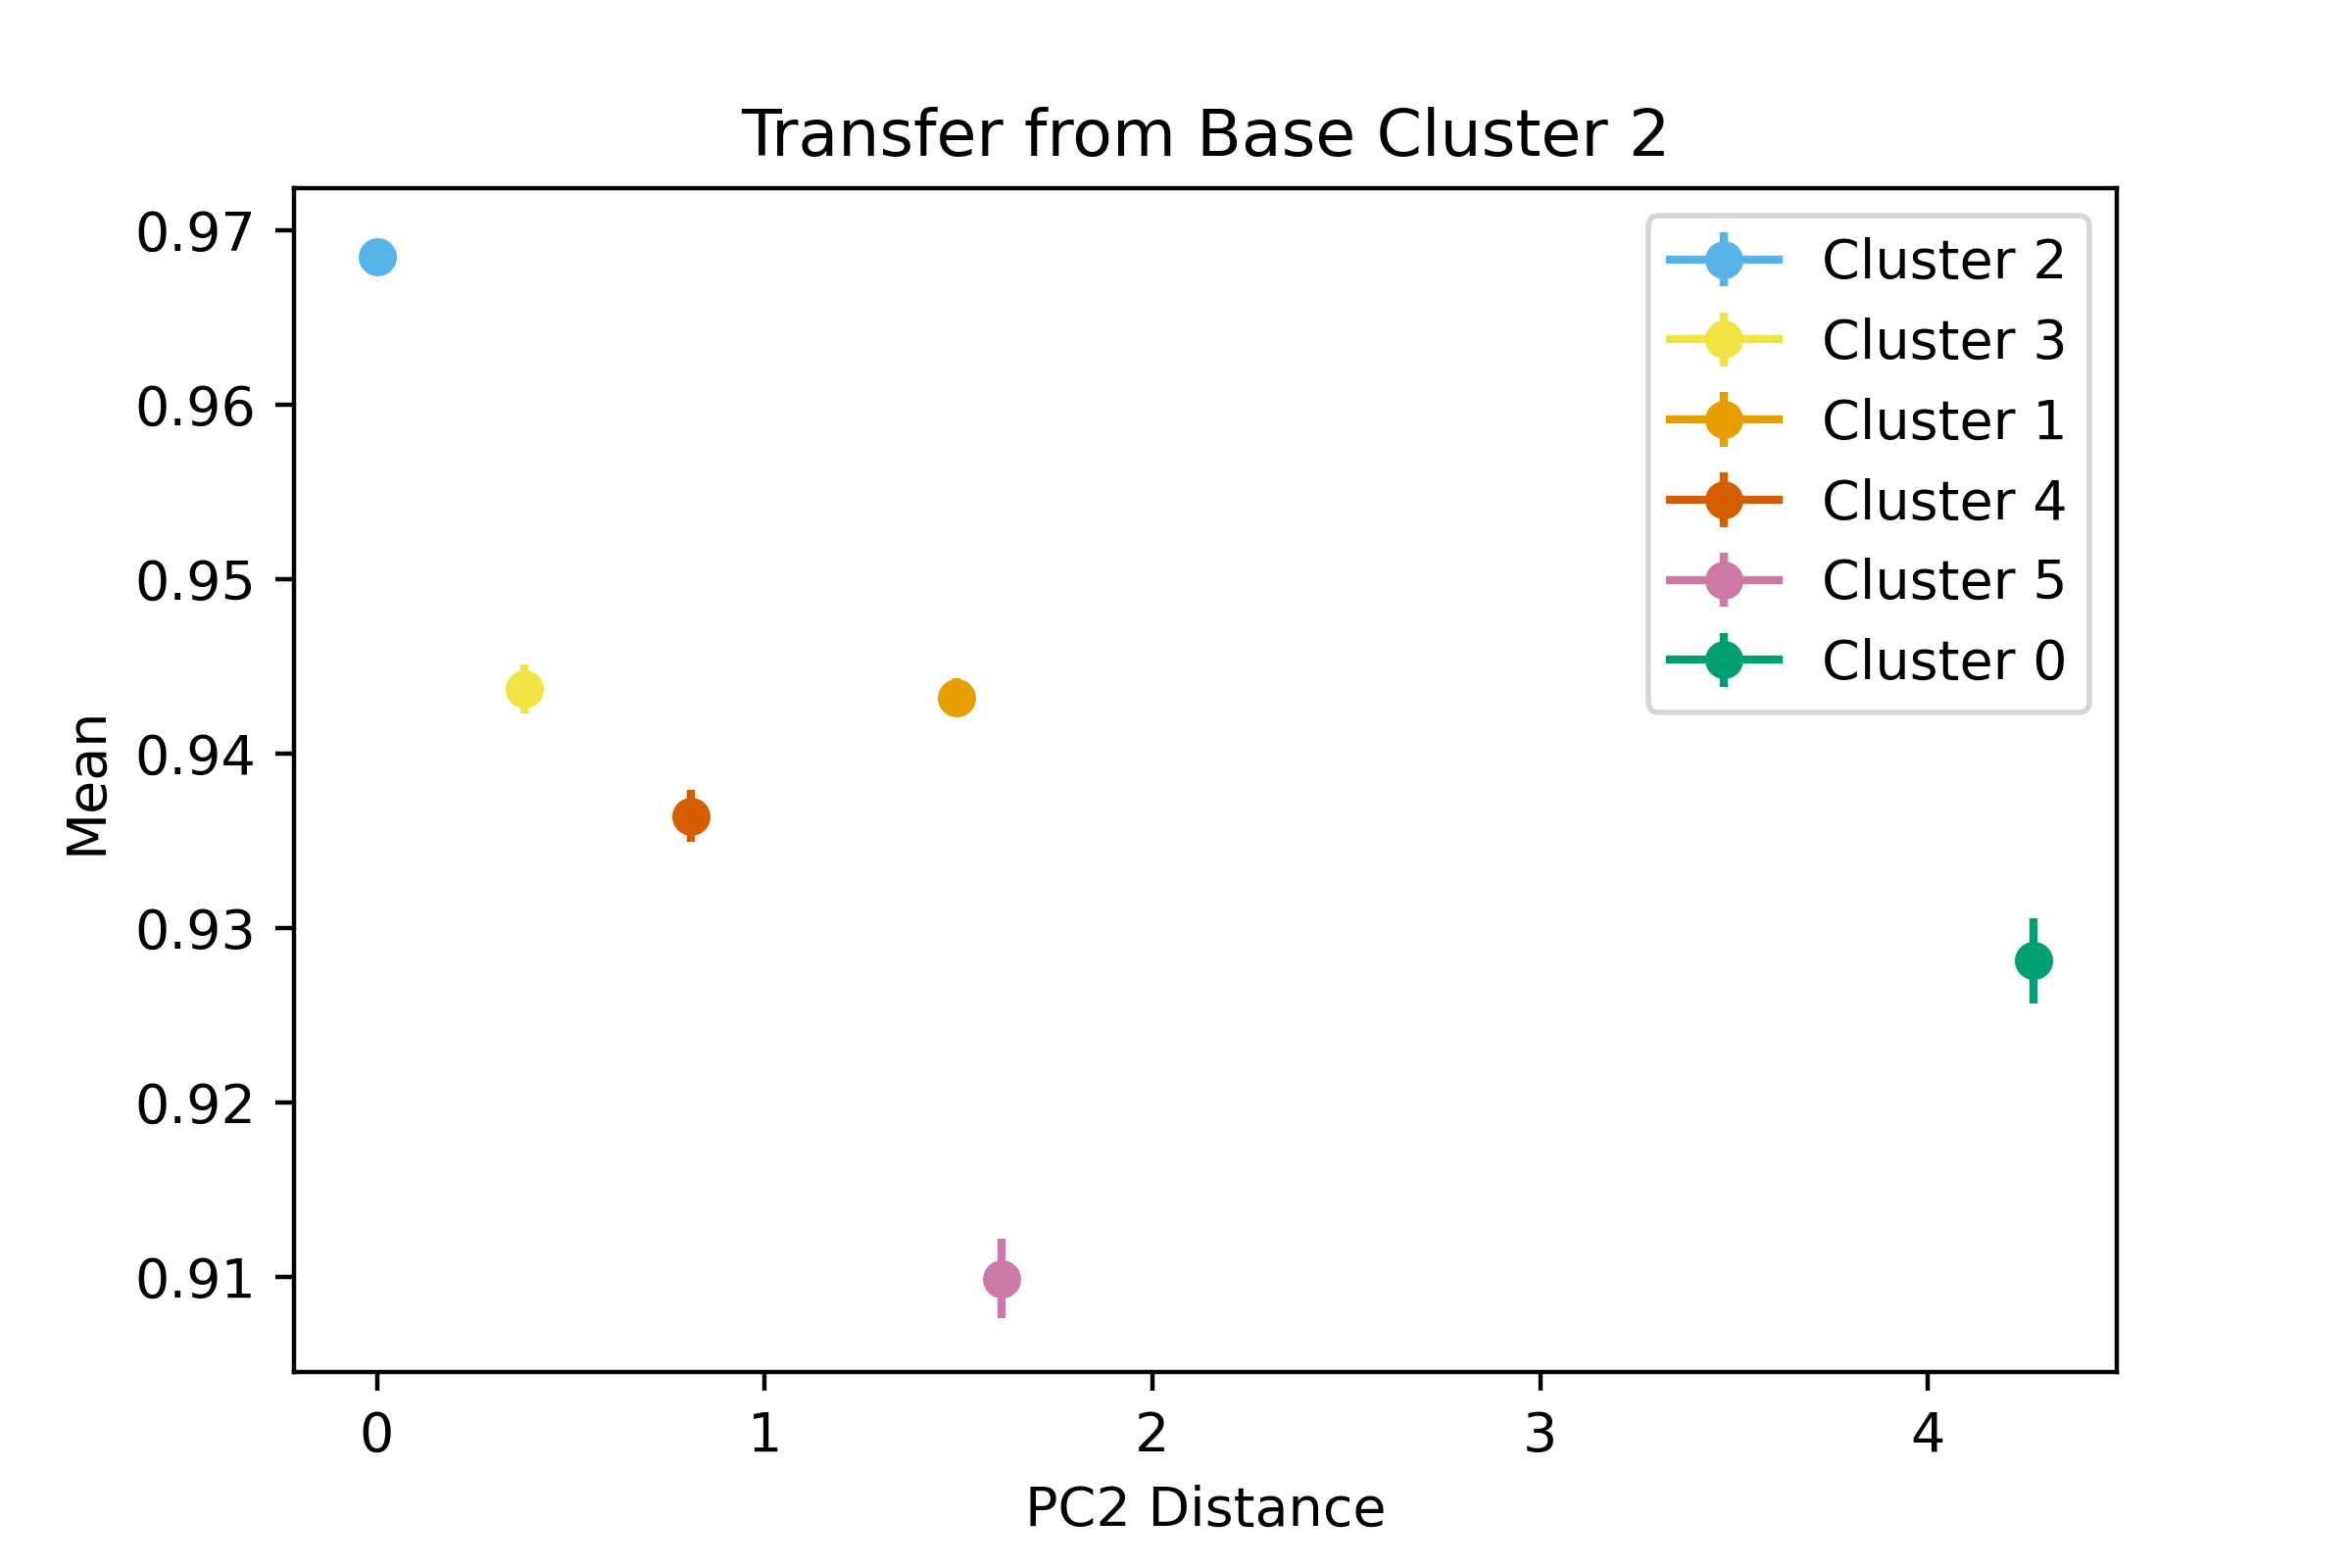 Transfer from Base Cluster 2
0.97
0.96
0.95
0.94
0.93
0.92
0.91
Mean
Cluster 2
Cluster 3
Cluster 1
Cluster 4
Cluster 5
Cluster 0
0 1 2 3 4
PC2 Distance